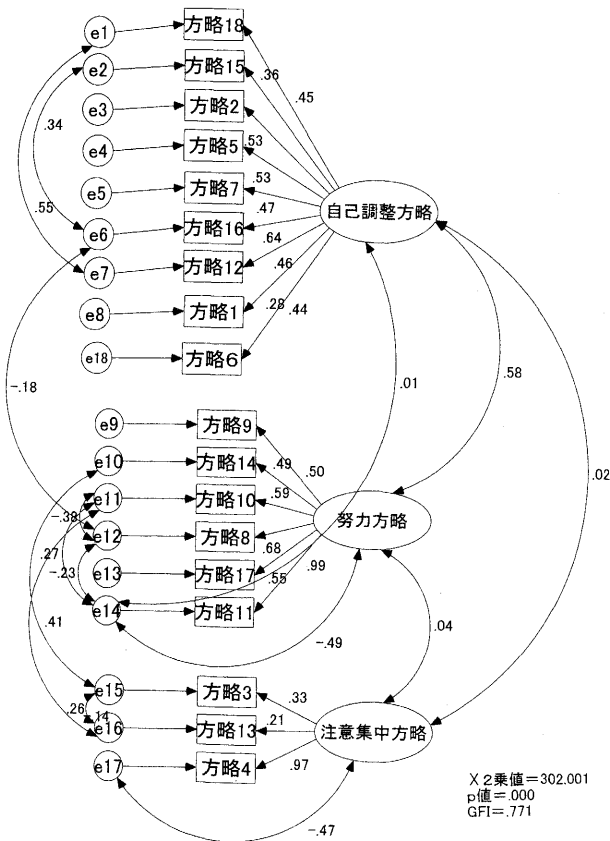 e1 方略18
e2 方略15
.36
.45
e3 方略2
.34
e4 方略5
.53
e5 方略7
.53
.55
.47
自己調整方略
e6 方略16
.64
e7 方略12
.46
e8 方略1
.28
.44
e18 方略6
.01
.58
-.18
e9 方略9
.02
.49
.50
e10 方略14
.59
e11 方略10
-.38
努力方略
e12 方略8
.27
.68
-.23
e13 方略17
.55
.99
e14 方略11
.41
-.49
.04
e15 方略3
.33
.26
.14
.21
e16 方略13
注意集中方略
e17 方略4
.97
-.47
X2乗値=302.001
p値=.000
GFI=.771